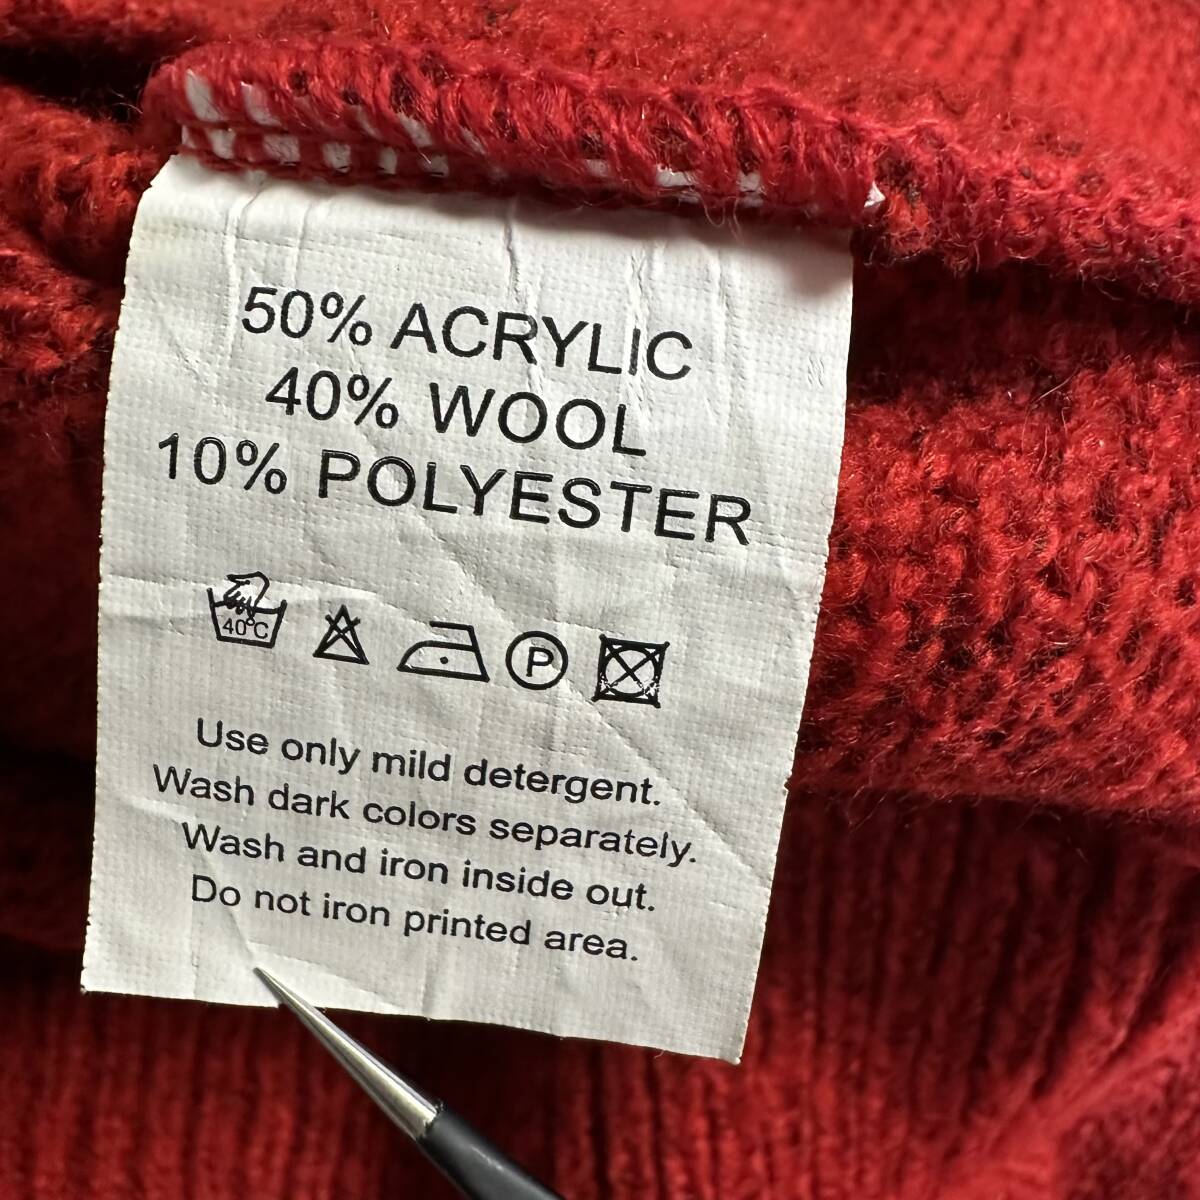 50% ACRYLIC
40% WOOL
10% POLYESTER
40°C P
Use only mild detergent.
Wash dark colors separately.
Wash and iron inside out.
Do not iron printed area.